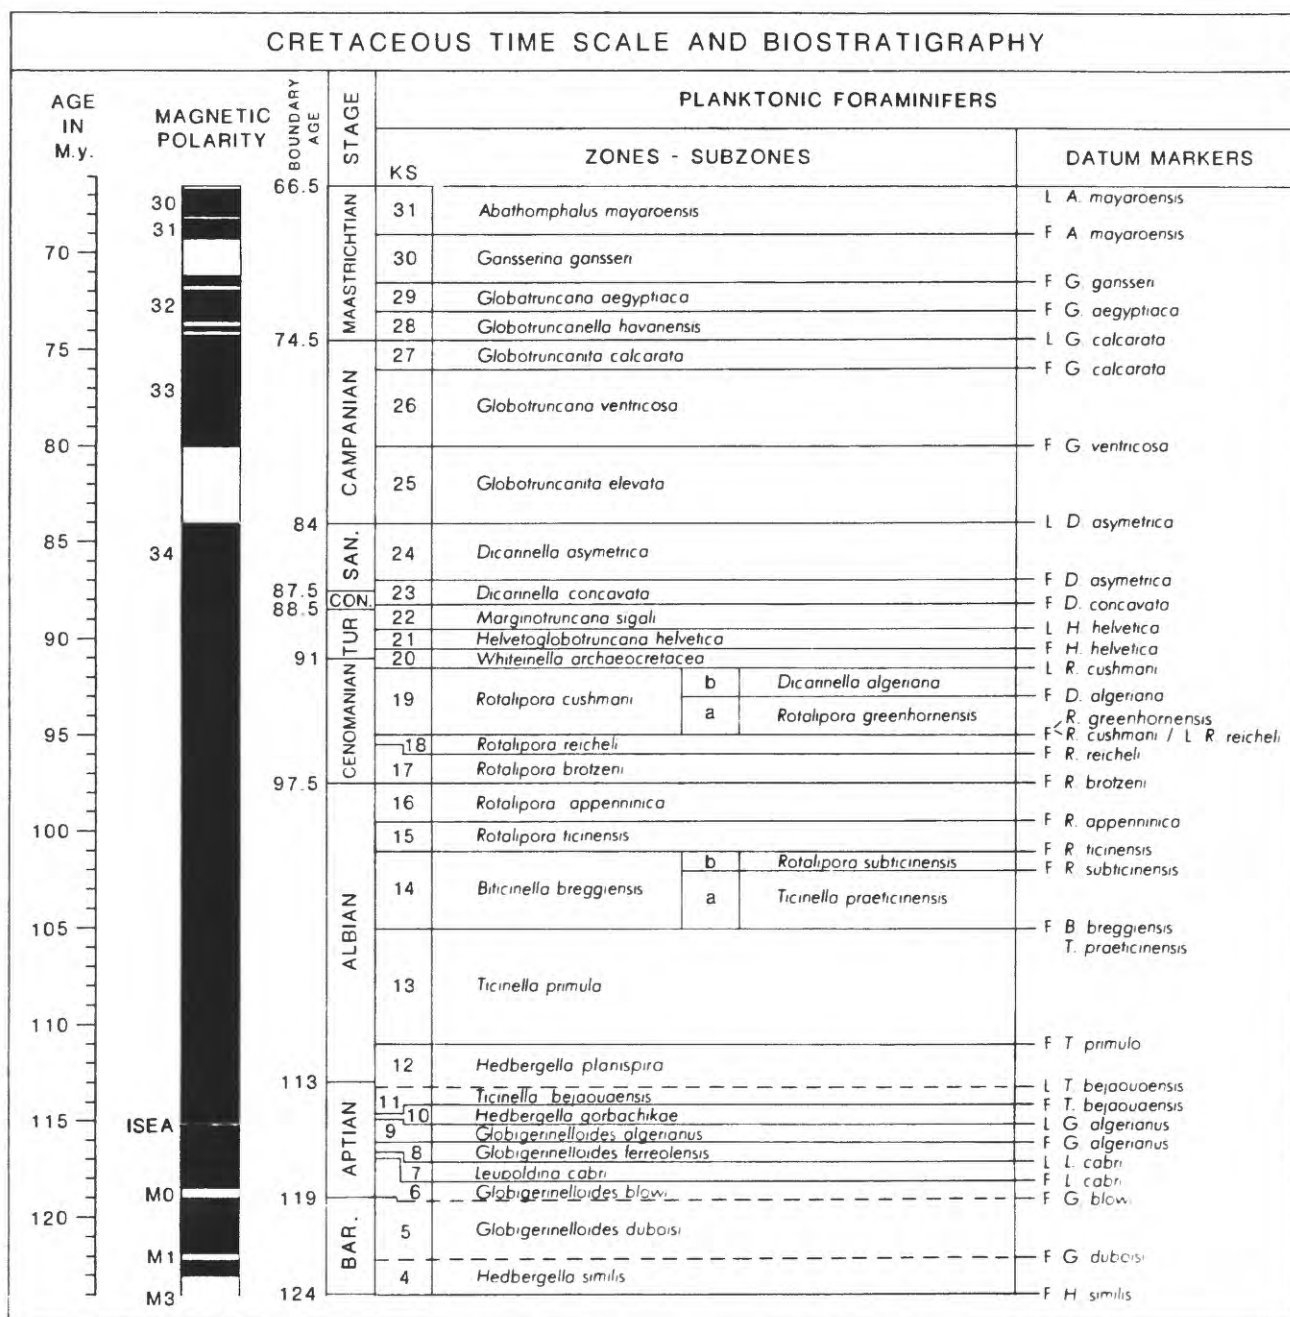 CRETACEOUS TIME SCALE AND BIOSTRATIGRAPHY
AGE IN M.y.
MAGNETIC POLARITY
BOUNDARY AGE
STAGE
PLANKTONIC FORAMINIFERS
KS
ZONES - SUBZONES
DATUM MARKERS
70
75
80
85
90
95
100
105
110
115
120
30
31
32
33
34
ISEA
M0
M1
M3
66.5
74.5
84
87.5
88.5
91
97.5
113
119
124
MAASTRICHTIAN
CAMPANIAN
SAN.
CON.
TUR
CENOMANIAN
ALBIAN
APTIAN
BAR.
31 Abathomphalus mayaroensis
30 Gansserina gansseri
29 Globatruncana aegyptiaca
28 Globotruncanella havanensis
27 Globotruncanita calcarata
26 Globotruncana ventricosa
25 Globotruncanita elevata
24 Dicarinella asymetrica
23 Dicarinella concavata
22 Marginotruncana sigali
21 Helvetoglobotruncana helvetica
20 Whiteinella archaeocretacea
19 Rotalipora cushmani
b Dicarinella algeriana
a Rotalipora greenhornensis
18 Rotalipora reicheli
17 Rotalipora brotzeni
16 Rotalipora appenninica
15 Rotalipora ticinensis
14 Biticinella breggiensis
b Rotalipora subticinensis
a Ticinella praeticinensis
13 Ticinella primula
12 Hedbergella planispira
11 Ticinella bejaouaensis
10 Hedbergella gorbachikae
9 Globigerinelloides algerianus
8 Globigerinelloides ferreolensis
7 Leupoldina cabri
6 Globigerinelloides blowi
5 Globigerinelloides duboisi
4 Hedbergella similis
L A. mayaroensis
F A mayaroensis
F G. gansseri
F G. aegyptiaca
L G calcarata
F G calcarata
F G ventricosa
L D asymetrica
F D. asymetrica
F D. concavata
L H. helvetica
F H. helvetica
L R. cushmani
F D. algeriana
R. greenhornensis
F R. cushmani / L R reicheli
F R. reicheli
F R. brotzeni
F R. appenninica
F R ticinensis
F R. subticinensis
F B breggiensis
T. praeticinensis
F T primulo
L T. bejaouaensis
F T. bejaouaensis
L G algerianus
F G. algerianus
L L. cabri
F L cabri
F G. blowi
F G duboisi
F H similis